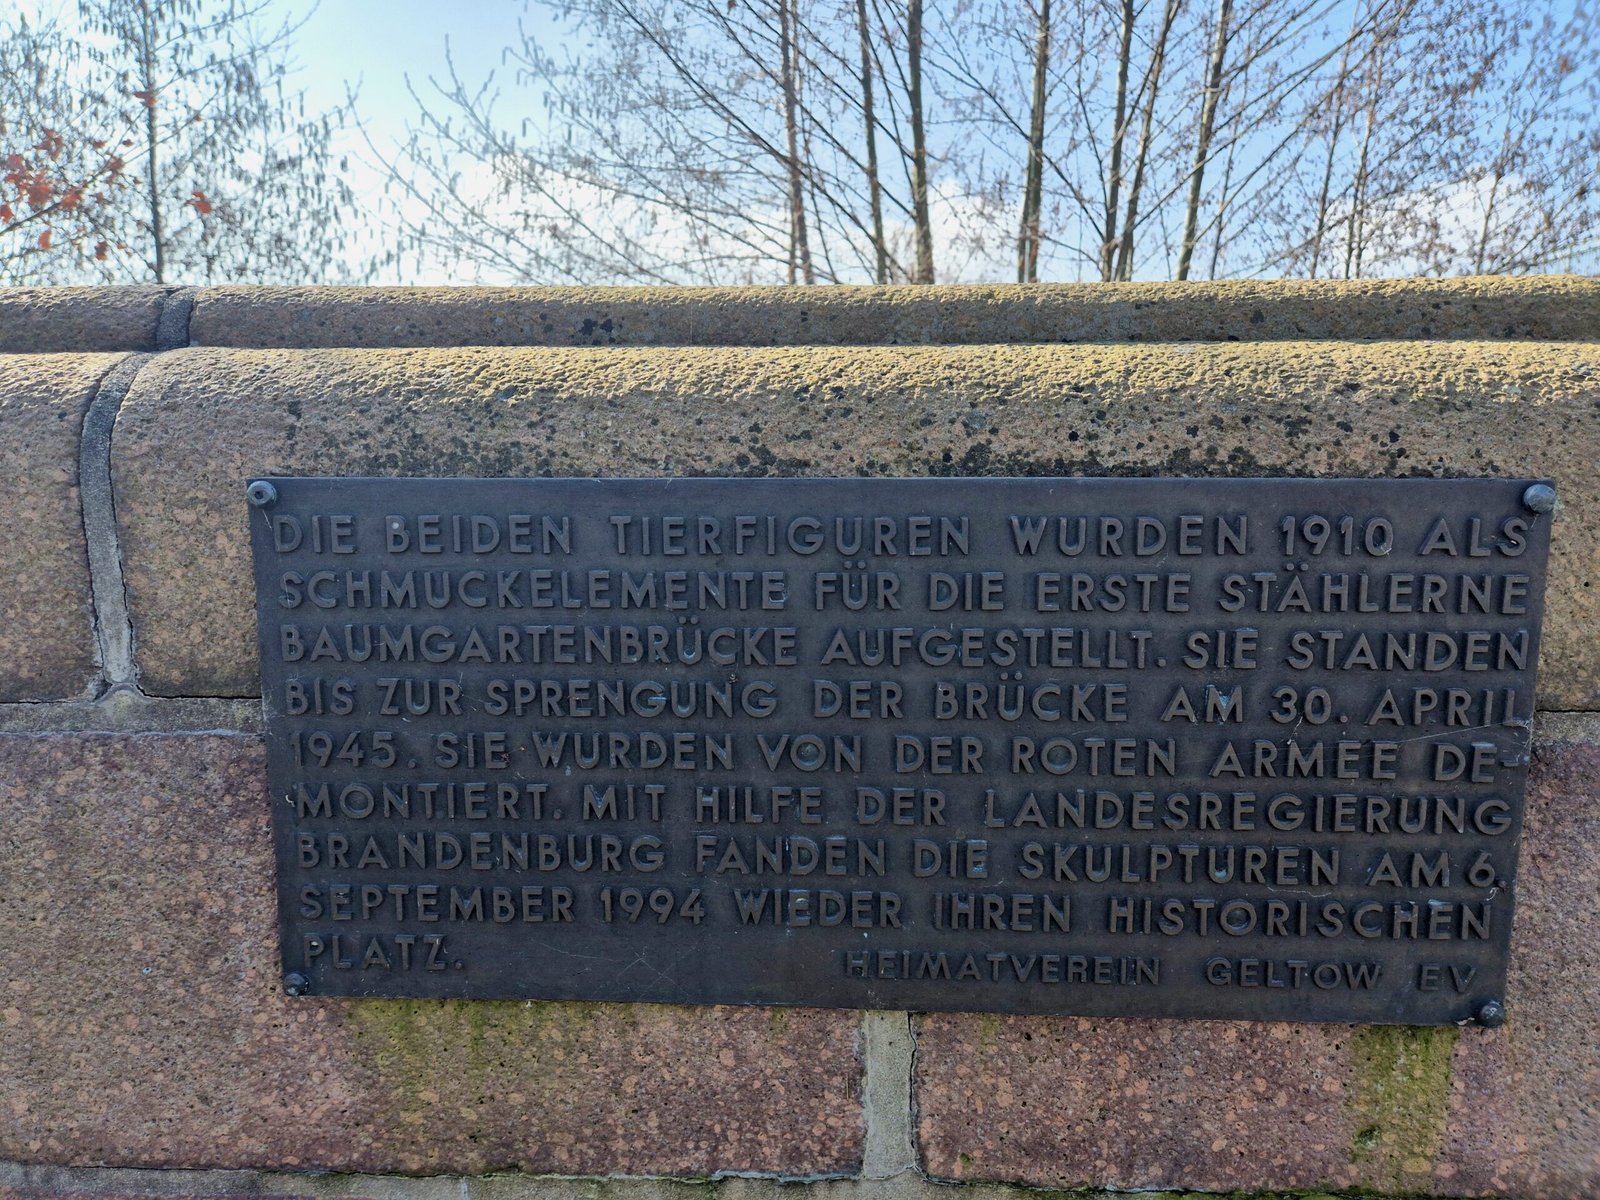 DIE BEIDEN TIERFIGUREN WURDEN 1910 ALS
SCHMUCKELEMENTE FÜR DIE ERSTE STÄHLERNE
BAUMGARTENBRÜCKE AUFGESTELLT. SIE STANDEN
BIS ZUR SPRENGUNG DER BRÜCKE AM 30. APRIL
1945. SIE WURDEN VON DER ROTEN ARMEE DE-
MONTIERT. MIT HILFE DER LANDESREGIERUNG
BRANDENBURG FANDEN DIE SKULPTUREN AM 6.
SEPTEMBER 1994 WIEDER IHREN HISTORISCHEN
PLATZ. HEIMATVEREIN GELTOW EV